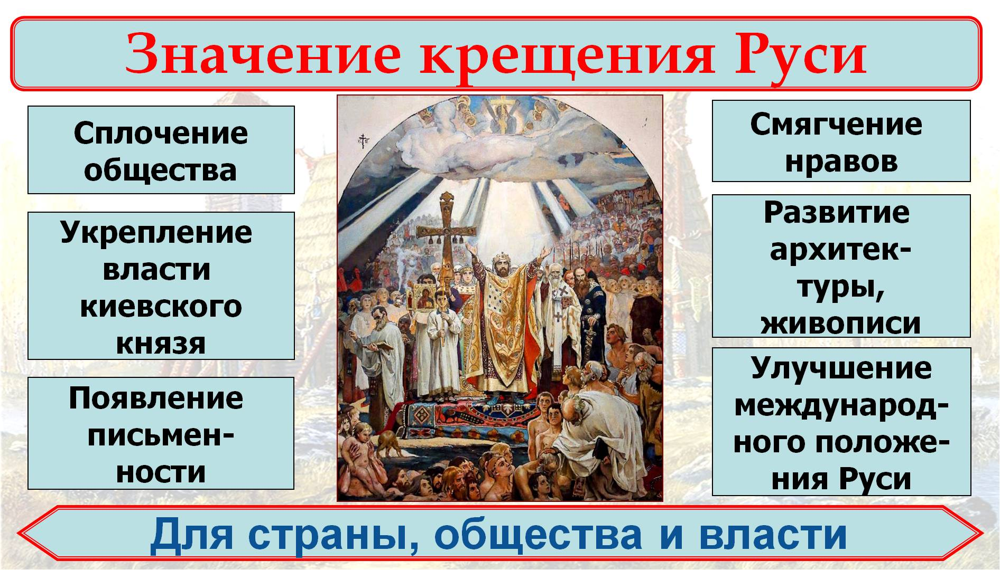 Значение крещения Руси
Сплочение
общества
Укрепление
власти
киевского
князя
Появление
письмен-
ности
Смягчение
нравов
Развитие
архитек-
туры,
живописи
Улучшение
международ-
ного положе-
ния Руси
Для страны, общества и власти